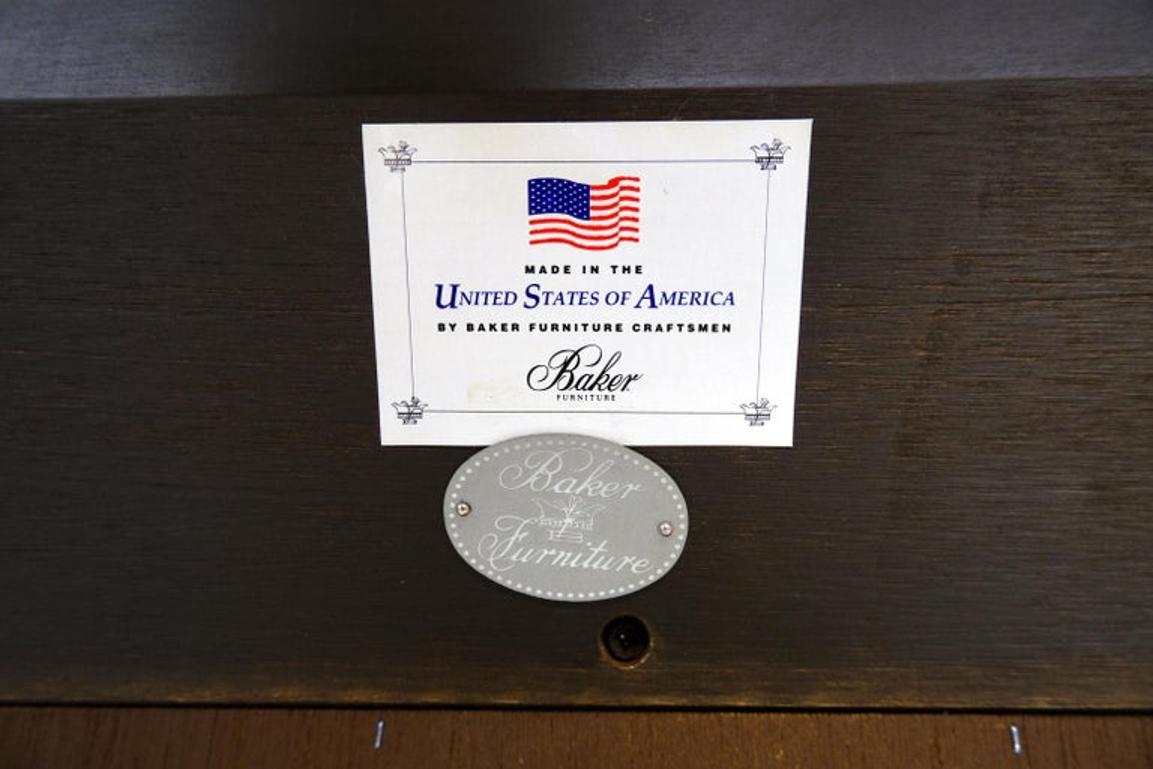 MADE IN THE
UNITED STATES OF AMERICA
BY BAKER FURNITURE CRAFTSMEN
Baker
FURNITURE
Baker
Furniture